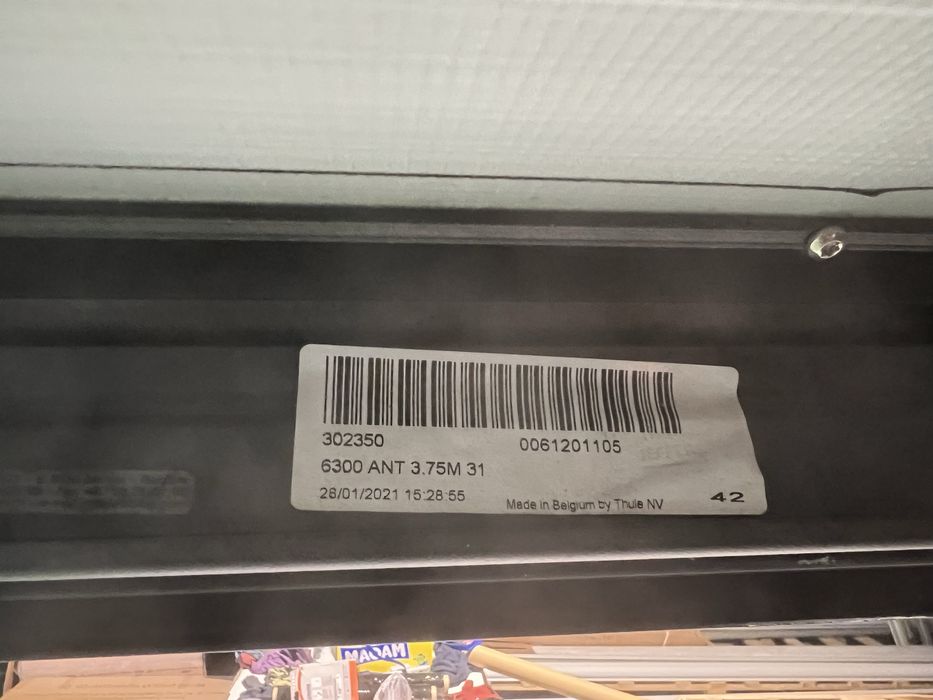 302350 0061201105
6300 ANT 3.75M 31
28/01/2021 15:28:55 Made in Belgium by Thule NV 42
MADAM